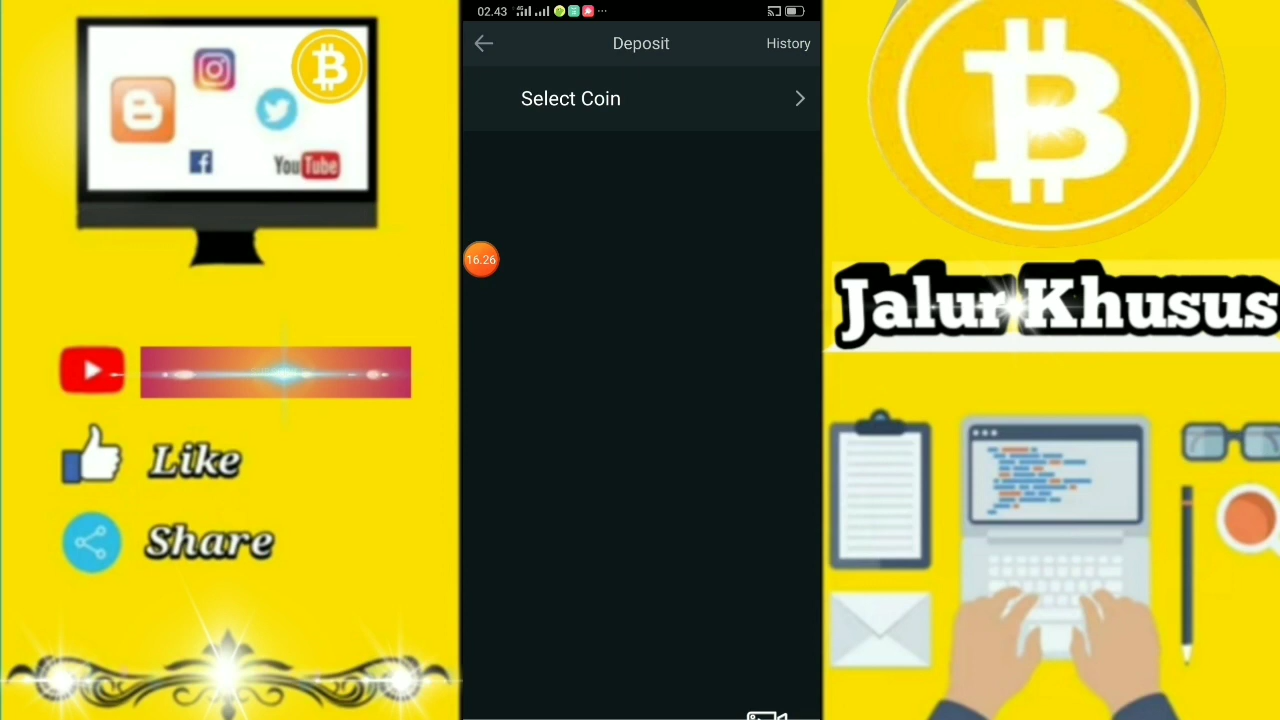 You Tube
Like
Share
02.43
Deposit
History
Select Coin
16.26
Jalur Khusus